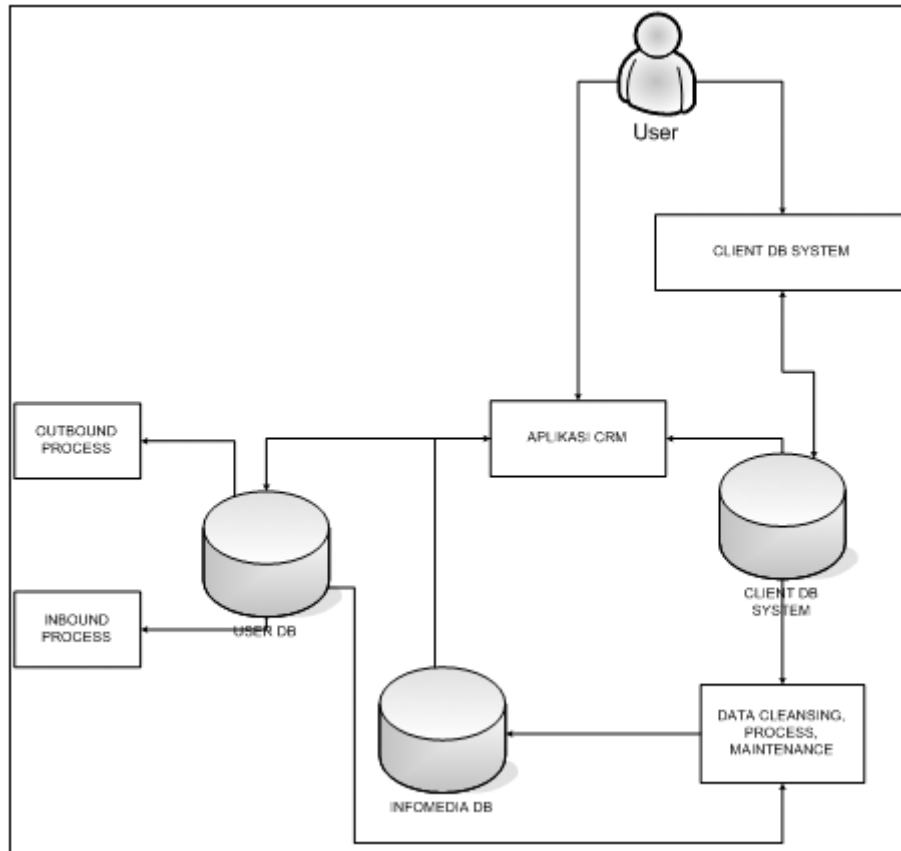 User
CLIENT DB SYSTEM
OUTBOUND
PROCESS
APLIKASI CRM
INBOUND
PROCESS
USER DB
CLIENT DB
SYSTEM
DATA CLEANSING,
PROCESS,
MAINTENANCE
INFOMEDIA DB